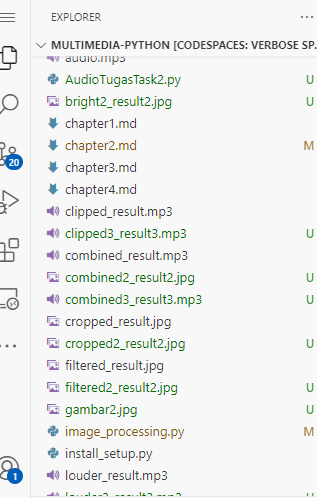 EXPLORER
MULTIMEDIA-PYTHON [CODESPACES: VERBOSE SP...
audio.mp3
AudioTugasTask2.py U
bright2_result2.jpg U
chapter1.md
chapter2.md M
chapter3.md
chapter4.md
clipped_result.mp3
clipped3_result3.mp3 U
combined_result.mp3
combined2_result2.jpg U
combined3_result3.mp3 U
cropped_result.jpg
cropped2_result2.jpg U
filtered_result.jpg
filtered2_result2.jpg U
gambar2.jpg U
image_processing.py M
install_setup.py
louder_result.mp3
louder3_result3.mp3 U
20
1